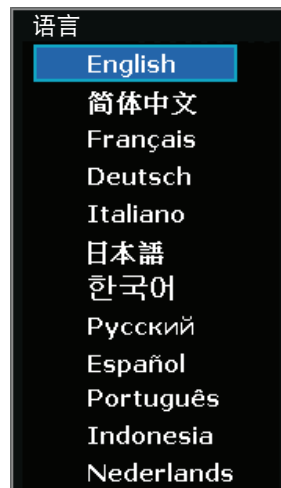 语言
English
简体中文
Français
Deutsch
Italiano
日本語
한국어
Русский
Español
Português
Indonesia
Nederlands